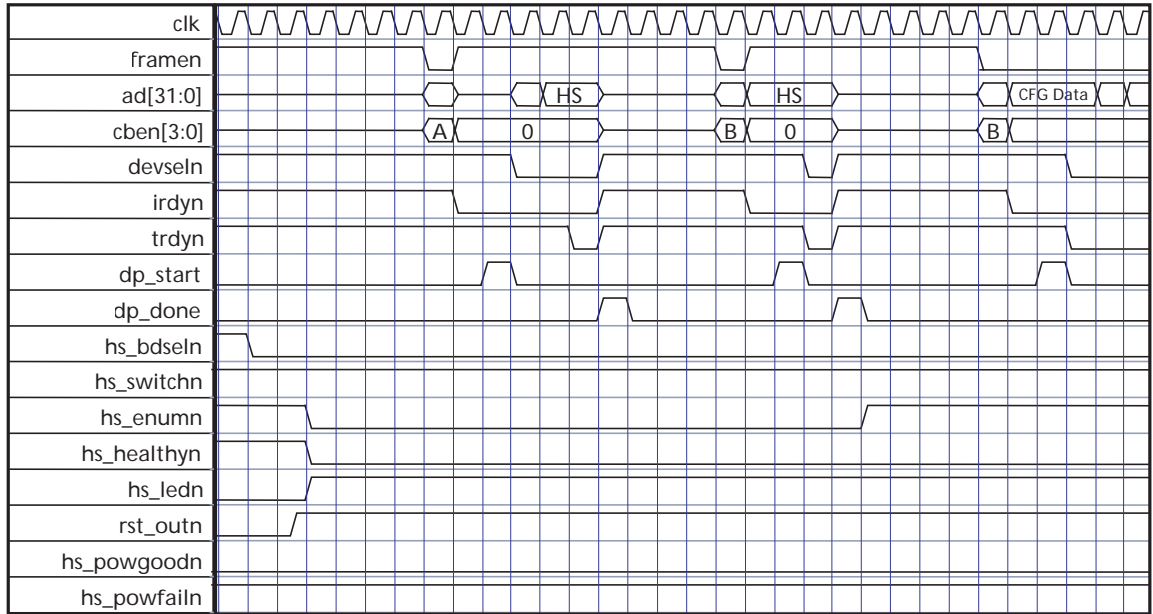 clk
framen
ad[31:0] HS HS CFG Data
cben[3:0] A 0 B 0 B
devseln
irdyn
trdyn
dp_start
dp_done
hs_bdseln
hs_switchn
hs_enumn
hs_healthyn
hs_ledn
rst_outn
hs_powgoodn
hs_powfailn